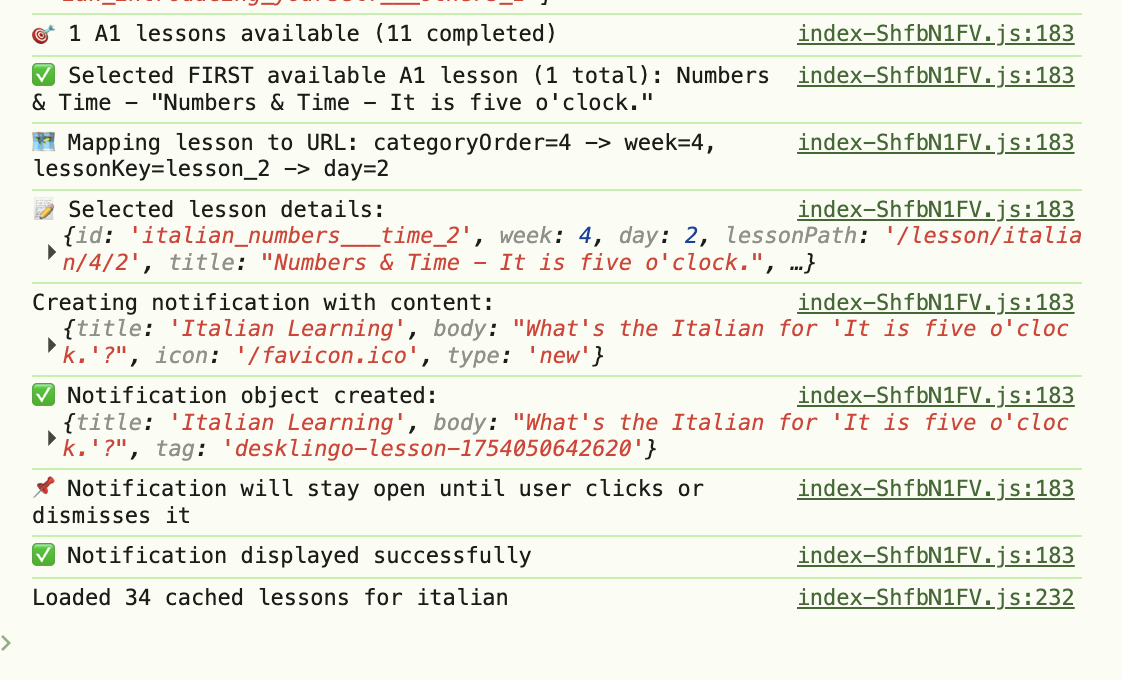 🎯 1 A1 lessons available (11 completed) index-ShfbN1FV.js:183
✅ Selected FIRST available A1 lesson (1 total): Numbers index-ShfbN1FV.js:183
& Time – "Numbers & Time – It is five o'clock."
🗺️ Mapping lesson to URL: categoryOrder=4 –> week=4, index-ShfbN1FV.js:183
lessonKey=lesson_2 –> day=2
📝 Selected lesson details: index-ShfbN1FV.js:183
{id: 'italian_numbers___time_2', week: 4, day: 2, lessonPath: '/lesson/italia
n/4/2', title: "Numbers & Time – It is five o'clock.", …}
Creating notification with content: index-ShfbN1FV.js:183
{title: 'Italian Learning', body: "What's the Italian for 'It is five o'cloc
k.'?", icon: '/favicon.ico', type: 'new'}
✅ Notification object created: index-ShfbN1FV.js:183
{title: 'Italian Learning', body: "What's the Italian for 'It is five o'cloc
k.'?", tag: 'desklingo-lesson-1754050642620'}
📌 Notification will stay open until user clicks or index-ShfbN1FV.js:183
dismisses it
✅ Notification displayed successfully index-ShfbN1FV.js:183
Loaded 34 cached lessons for italian index-ShfbN1FV.js:232